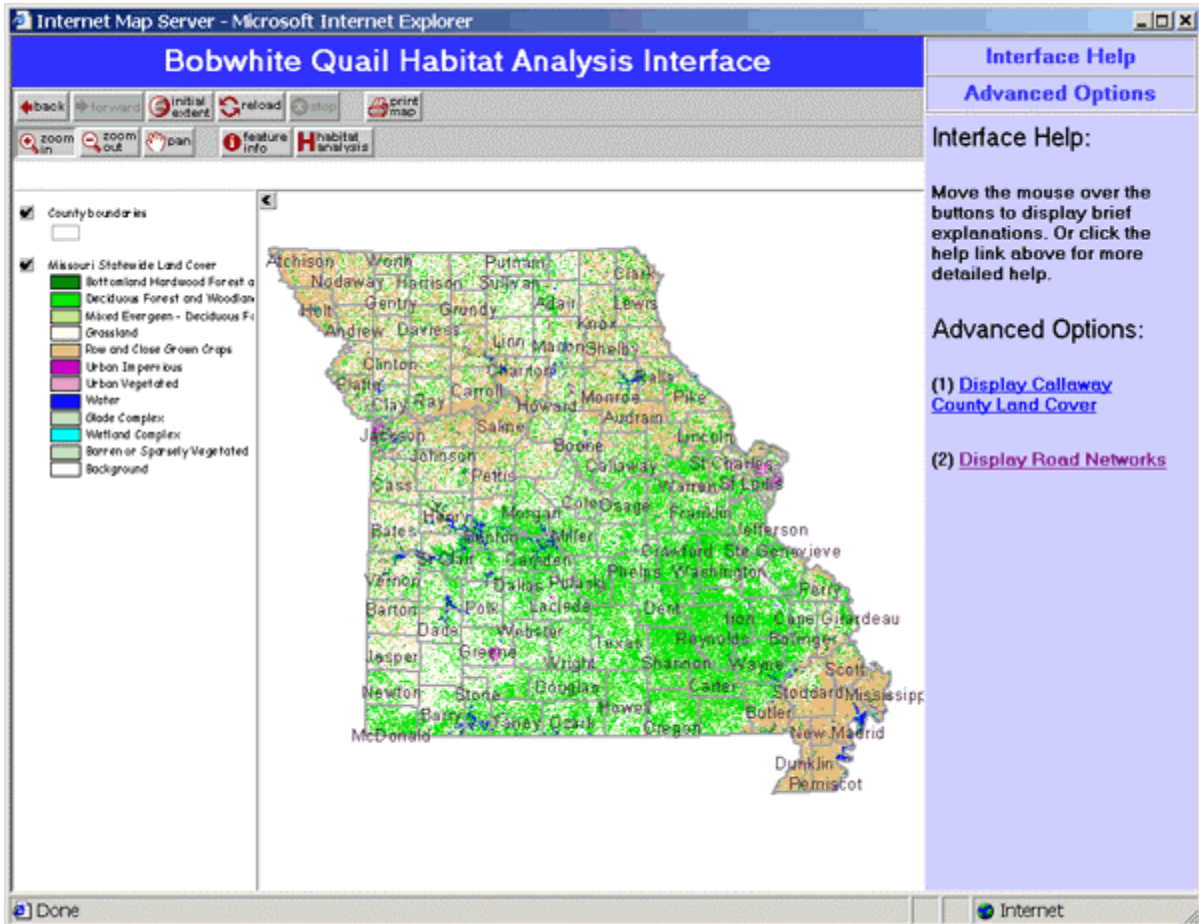 Internet Map Server - Microsoft Internet Explorer
Bobwhite Quail Habitat Analysis Interface
Interface Help
Advanced Options
back
forward
initial extent
reload
stop
print map
zoom in
zoom out
pan
feature info
habitat analysis
Interface Help:
Move the mouse over the
buttons to display brief
explanations. Or click the
help link above for more
detailed help.
Advanced Options:
(1) Display Callaway
County Land Cover
(2) Display Road Networks
County boundaries
Missouri Statewide Land Cover
Bottomland Hardwood Forest a
Deciduous Forest and Woodlan
Mixed Evergeen - Deciduous Fo
Grassland
Row and Close Grown Crops
Urban Impervious
Urban Vegetated
Water
Glade Complex
Wetland Complex
Barren or Sparsely Vegetated
Background
Atchison Worth Putnam
Clark
Nodaway Harrison Sullivan
Gentry Grundy Adair Lewis
Holt
Andrew Daviess Knox
Linn Macon Shelby
Clinton Chariton
Platte Carroll Ralls
Clay Ray Howard Monroe Pike
Saline Audrain
Jackson Boone Lincoln
Johnson Callaway St Charles
Cass Pettis Warren St Louis
Henry Morgan Cole Osage Franklin
Bates Benton Miller Jefferson
St Clair Camden Crawford Ste. Genevieve
Vernon Dallas Pulaski Phelps Washington
Perry
Barton Polk Laclede Dent Iron Cape Girardeau
Dade Webster Texas Reynolds Bollinger
Jasper Greene Wright Shannon Wayne Scott
Newton Stone Douglas Carter Stoddard Mississipp
Barry Taney Ozark Howell Oregon Butler
McDonald New Madrid
Dunklin
Pemiscot
Done
Internet